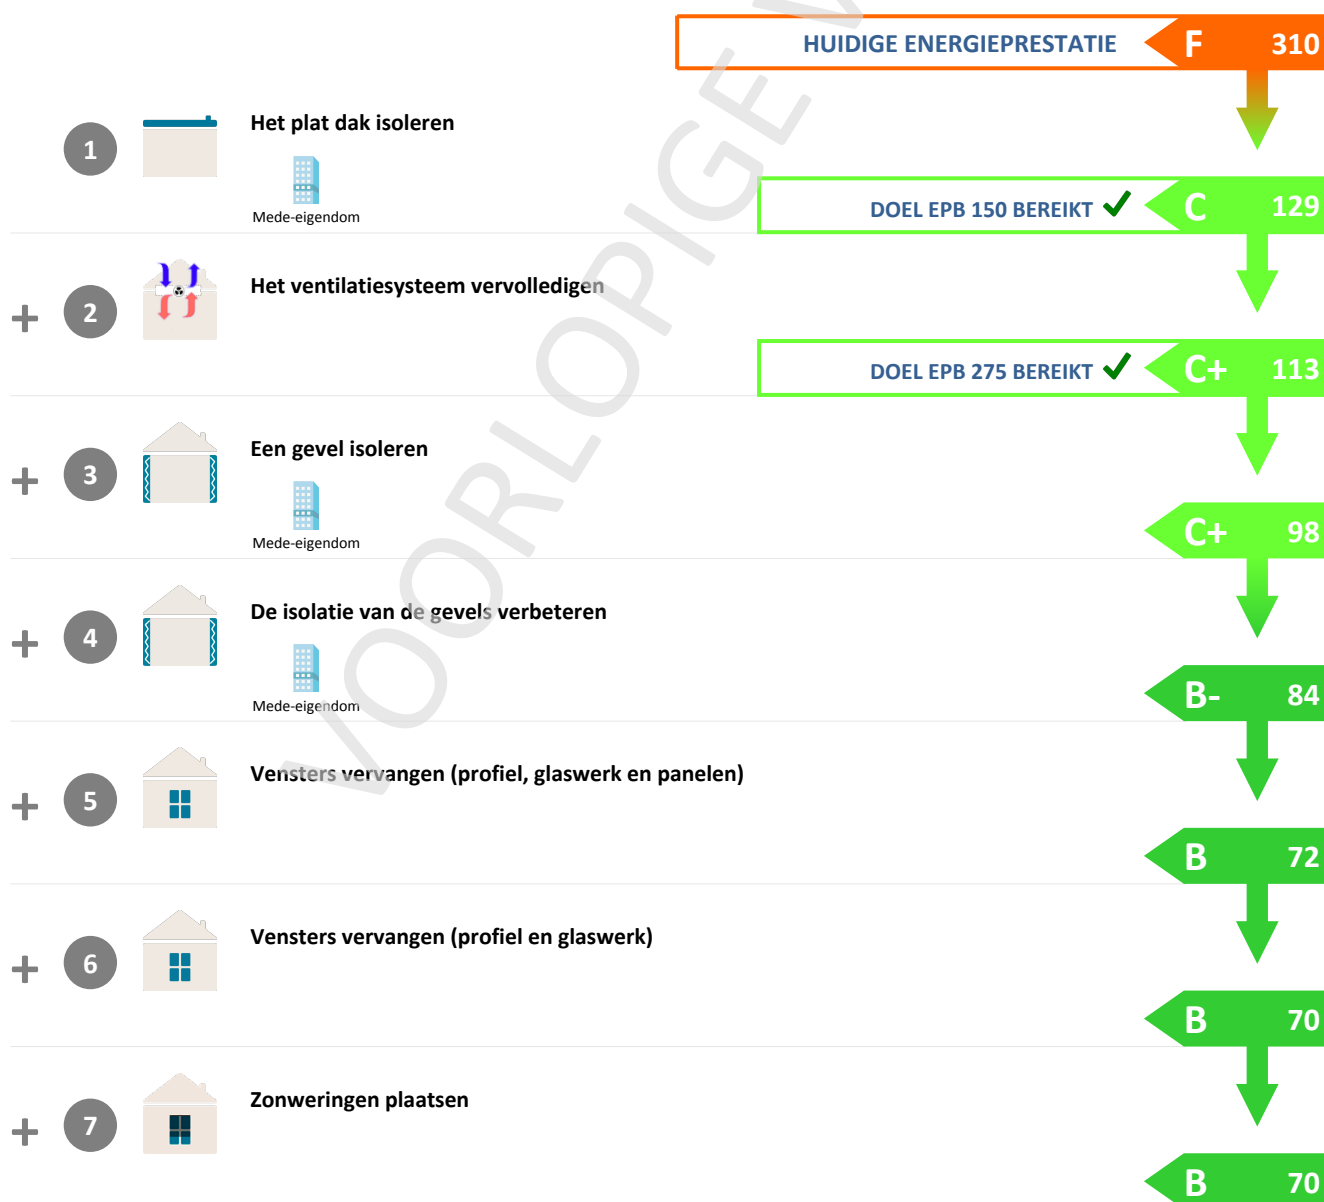 HUIDIGE ENERGIEPRESTATIE F 310
1 Het plat dak isoleren
Mede-eigendom
DOEL EPB 150 BEREIKT C 129
+ 2 Het ventilatiesysteem vervolledigen
DOEL EPB 275 BEREIKT C+ 113
+ 3 Een gevel isoleren
Mede-eigendom
C+ 98
+ 4 De isolatie van de gevels verbeteren
Mede-eigendom
B- 84
+ 5 Vensters vervangen (profiel, glaswerk en panelen)
B 72
+ 6 Vensters vervangen (profiel en glaswerk)
B 70
+ 7 Zonweringen plaatsen
B 70
VOORLOPIGE V